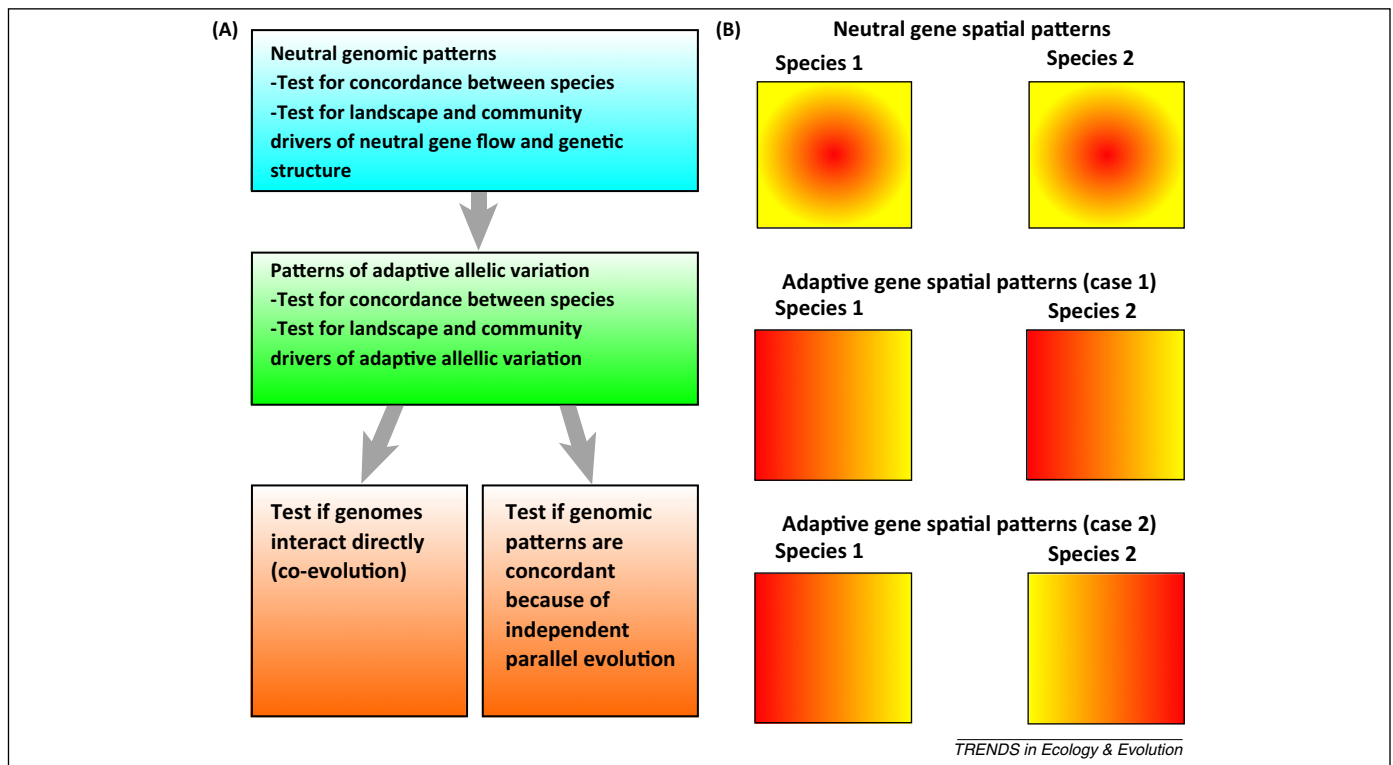 (A)
Neutral genomic patterns
-Test for concordance between species
-Test for landscape and community
drivers of neutral gene flow and genetic
structure
Patterns of adaptive allelic variation
-Test for concordance between species
-Test for landscape and community
drivers of adaptive allellic variation
Test if genomes
interact directly
(co-evolution)
Test if genomic
patterns are
concordant
because of
independent
parallel evolution
(B)
Neutral gene spatial patterns
Species 1
Species 2
Adaptive gene spatial patterns (case 1)
Species 1
Species 2
Adaptive gene spatial patterns (case 2)
Species 1
Species 2
TRENDS in Ecology & Evolution